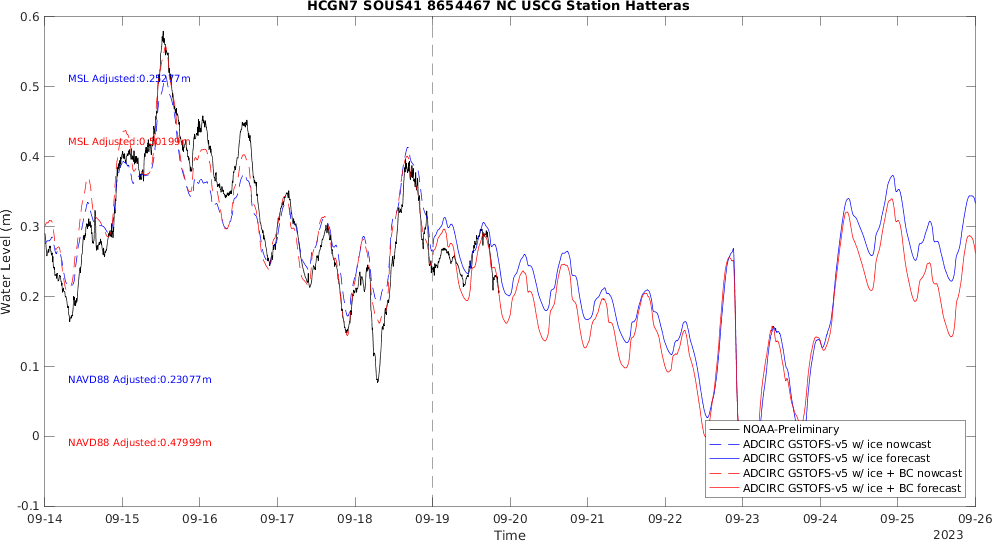 HCGN7 SOUS41 8654467 NC USCG Station Hatteras
0.6
0.5
0.4
0.3
0.2
0.1
0
-0.1
Water Level (m)
MSL Adjusted:0.25277m
MSL Adjusted:0.50199m
NAVD88 Adjusted:0.23077m
NAVD88 Adjusted:0.47999m
NOAA-Preliminary
ADCIRC GSTOFS-v5 w/ ice nowcast
ADCIRC GSTOFS-v5 w/ ice forecast
ADCIRC GSTOFS-v5 w/ ice + BC nowcast
ADCIRC GSTOFS-v5 w/ ice + BC forecast
09-14 09-15 09-16 09-17 09-18 09-19 09-20 09-21 09-22 09-23 09-24 09-25 09-26
Time
2023